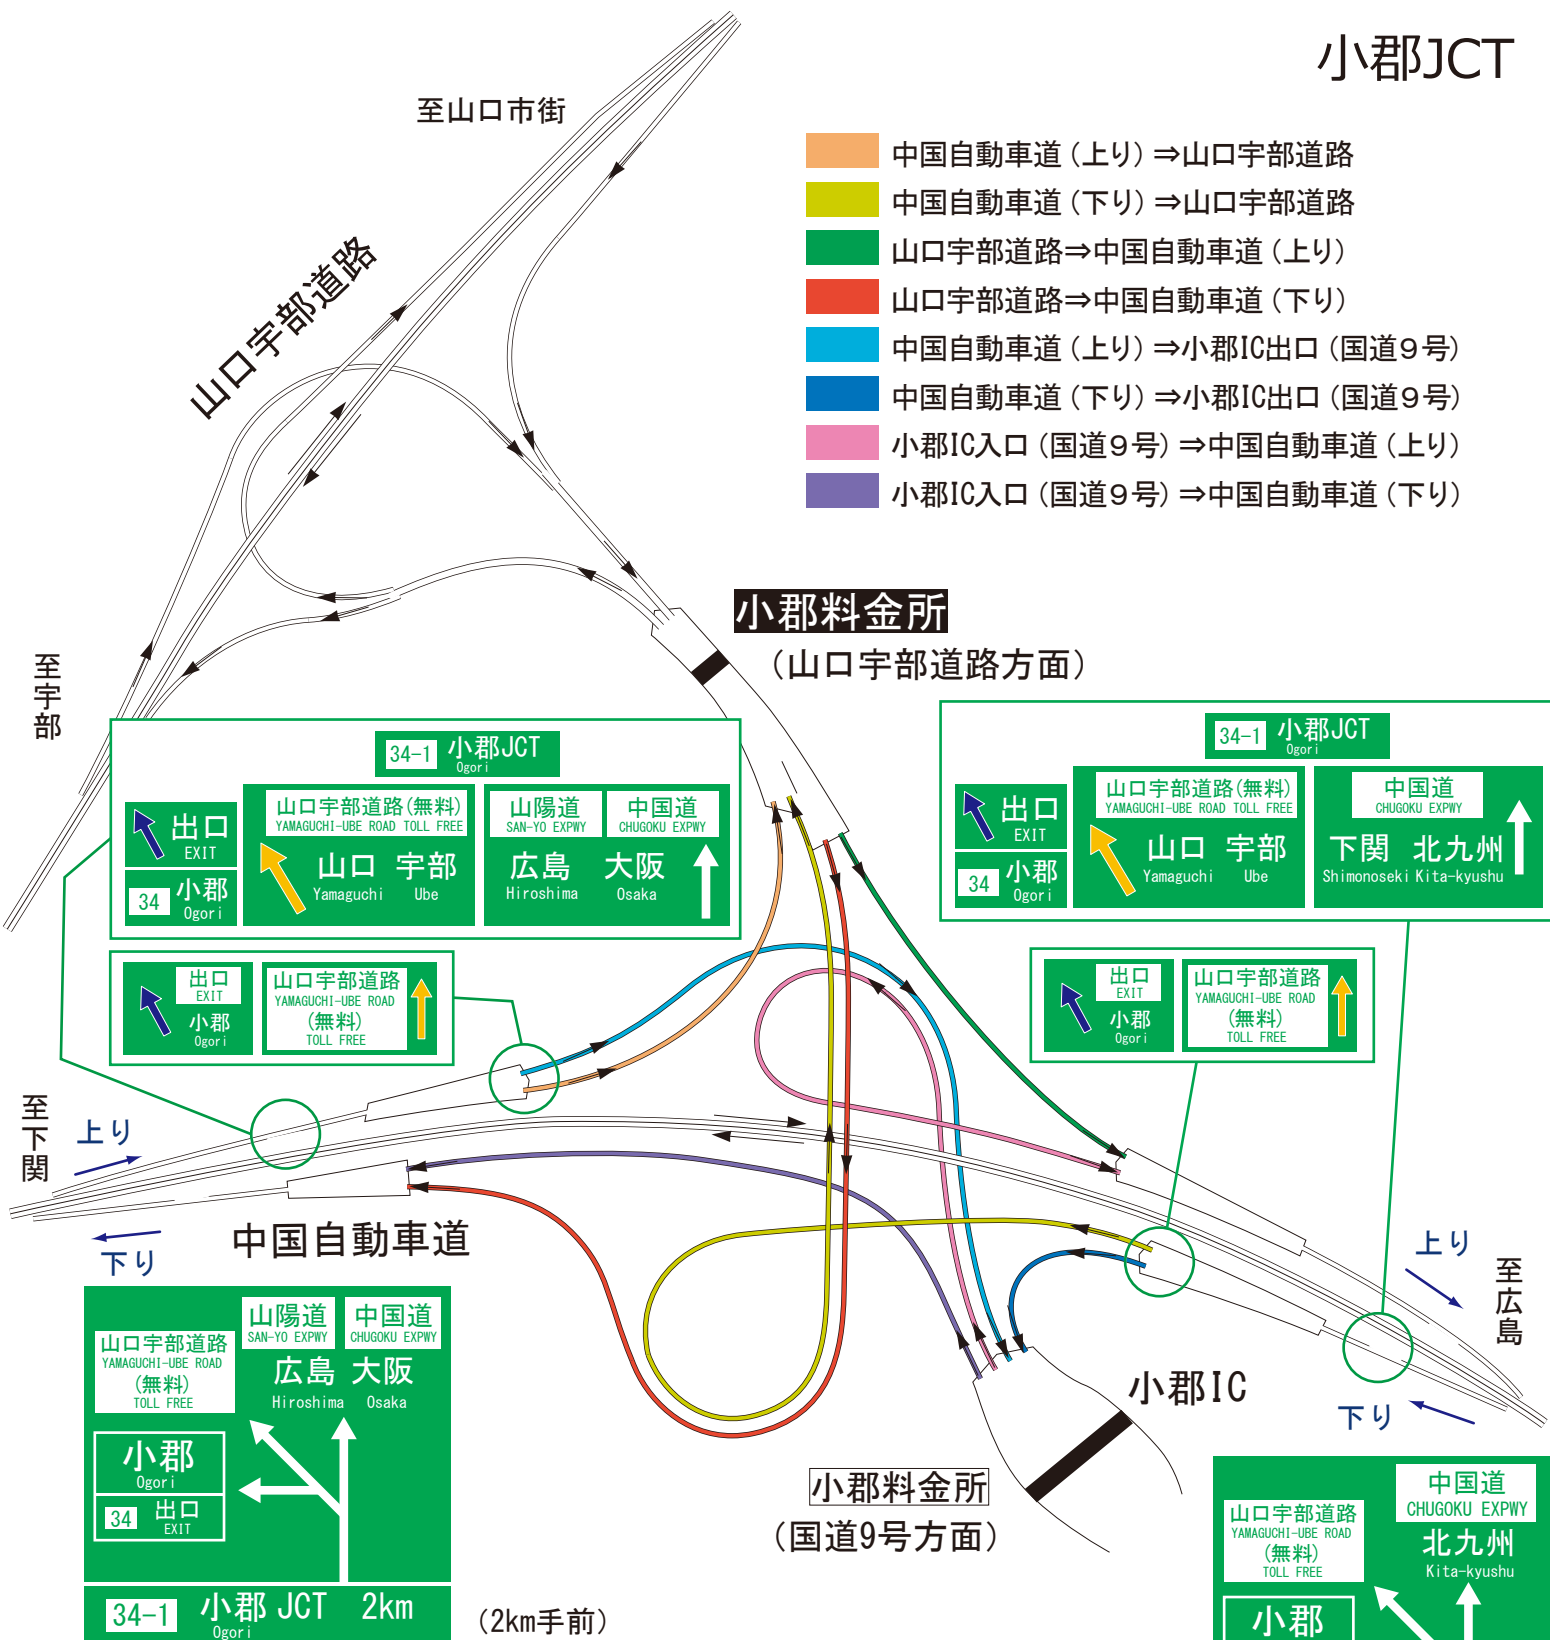 小郡JCT
至山口市街
中国自動車道（上り）⇒山口宇部道路
中国自動車道（下り）⇒山口宇部道路
山口宇部道路⇒中国自動車道（上り）
山口宇部道路⇒中国自動車道（下り）
中国自動車道（上り）⇒小郡IC出口（国道９号）
中国自動車道（下り）⇒小郡IC出口（国道９号）
小郡IC入口（国道９号）⇒中国自動車道（上り）
小郡IC入口（国道９号）⇒中国自動車道（下り）
山口宇部道路
小郡料金所
（山口宇部道路方面）
至宇部
34-1 小郡JCT
Ogori
出口
EXIT
34 小郡
Ogori
山口宇部道路(無料)
YAMAGUCHI-UBE ROAD TOLL FREE
山口 宇部
Yamaguchi Ube
山陽道 中国道
SAN-YO EXPWY CHUGOKU EXPWY
広島 大阪
Hiroshima Osaka
34-1 小郡JCT
Ogori
出口
EXIT
34 小郡
Ogori
山口宇部道路(無料)
YAMAGUCHI-UBE ROAD TOLL FREE
山口 宇部
Yamaguchi Ube
中国道
CHUGOKU EXPWY
下関 北九州
Shimonoseki Kita-kyushu
出口
EXIT
小郡
Ogori
山口宇部道路
YAMAGUCHI-UBE ROAD
(無料)
TOLL FREE
出口
EXIT
小郡
Ogori
山口宇部道路
YAMAGUCHI-UBE ROAD
(無料)
TOLL FREE
至下関
上り
下り
中国自動車道
上り
至広島
下り
小郡IC
小郡料金所
（国道9号方面）
山陽道 中国道
SAN-YO EXPWY CHUGOKU EXPWY
山口宇部道路
YAMAGUCHI-UBE ROAD
(無料)
TOLL FREE
広島 大阪
Hiroshima Osaka
小郡
Ogori
34 出口
EXIT
34-1 小郡 JCT 2km
Ogori
（2km手前）
中国道
CHUGOKU EXPWY
山口宇部道路
YAMAGUCHI-UBE ROAD
(無料)
TOLL FREE
北九州
Kita-kyushu
小郡